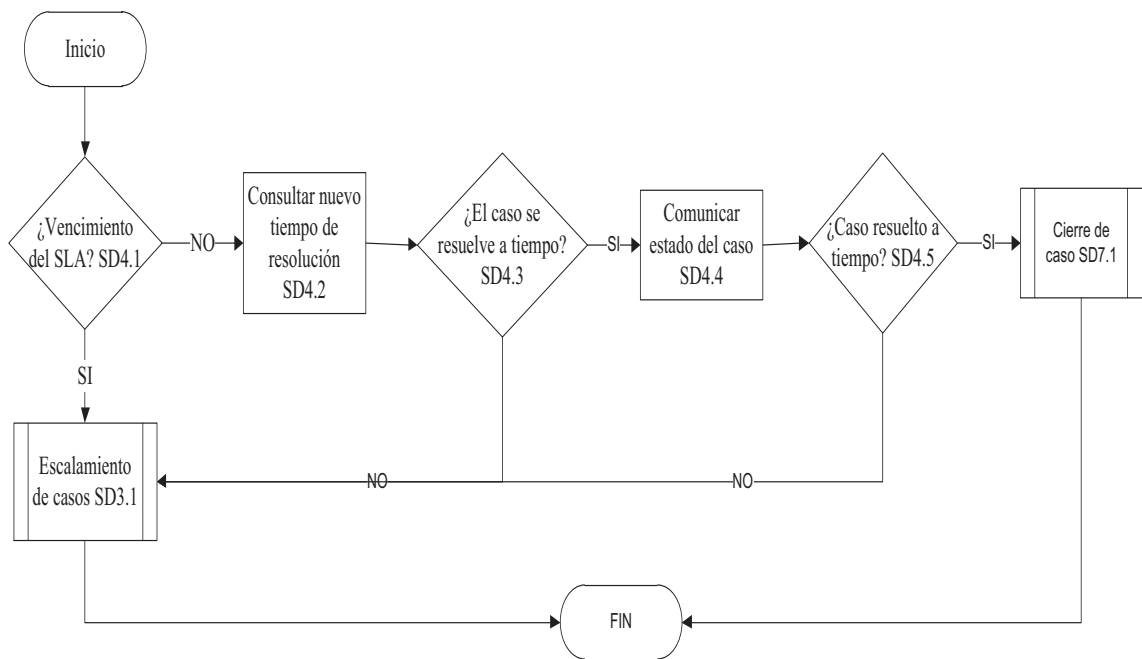 Inicio
¿Vencimiento
del SLA? SD4.1
NO
Consultar nuevo
tiempo de
resolución
SD4.2
¿El caso se
resuelve a tiempo?
SD4.3
SI
Comunicar
estado del caso
SD4.4
¿Caso resuelto a
tiempo? SD4.5
SI
Cierre de
caso SD7.1
SI
Escalamiento
de casos SD3.1
NO
NO
FIN